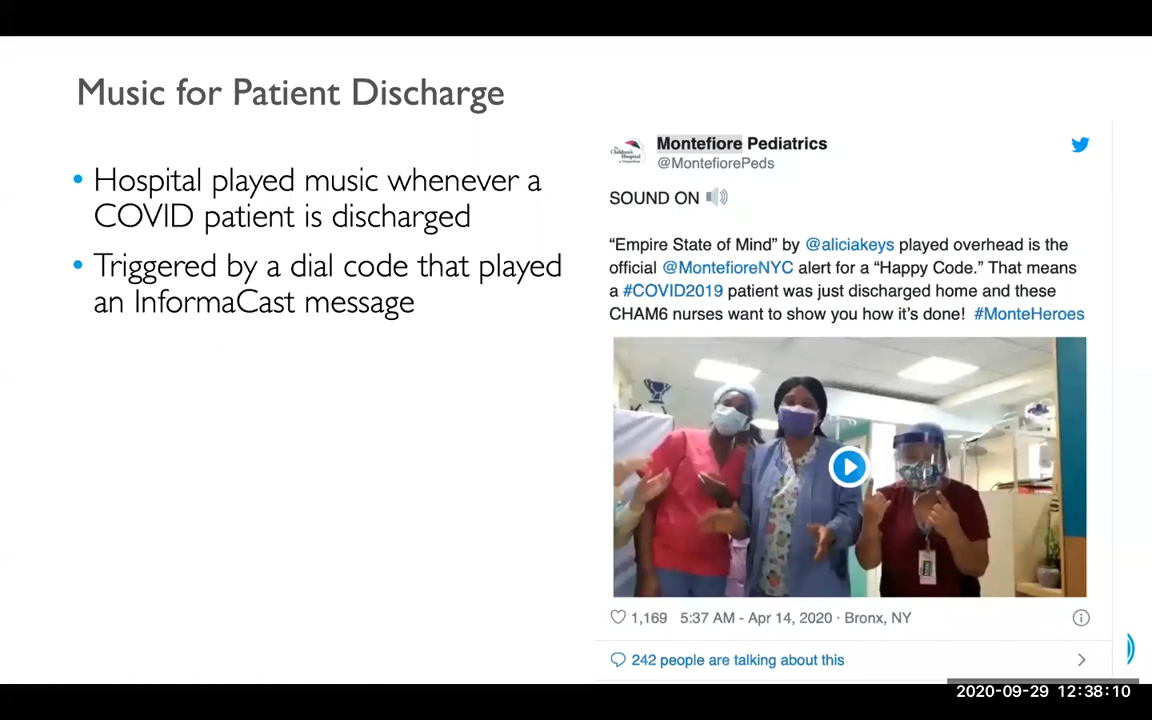 Music for Patient Discharge
• Hospital played music whenever a
COVID patient is discharged
• Triggered by a dial code that played
an InformaCast message
Montefiore Pediatrics
@MontefiorePeds
SOUND ON 🔊
“Empire State of Mind” by @aliciakeys played overhead is the
official @MontefioreNYC alert for a “Happy Code.” That means
a #COVID2019 patient was just discharged home and these
CHAM6 nurses want to show you how it’s done! #MonteHeroes
1,169 5:37 AM - Apr 14, 2020 · Bronx, NY
242 people are talking about this
2020-09-29 12:38:10